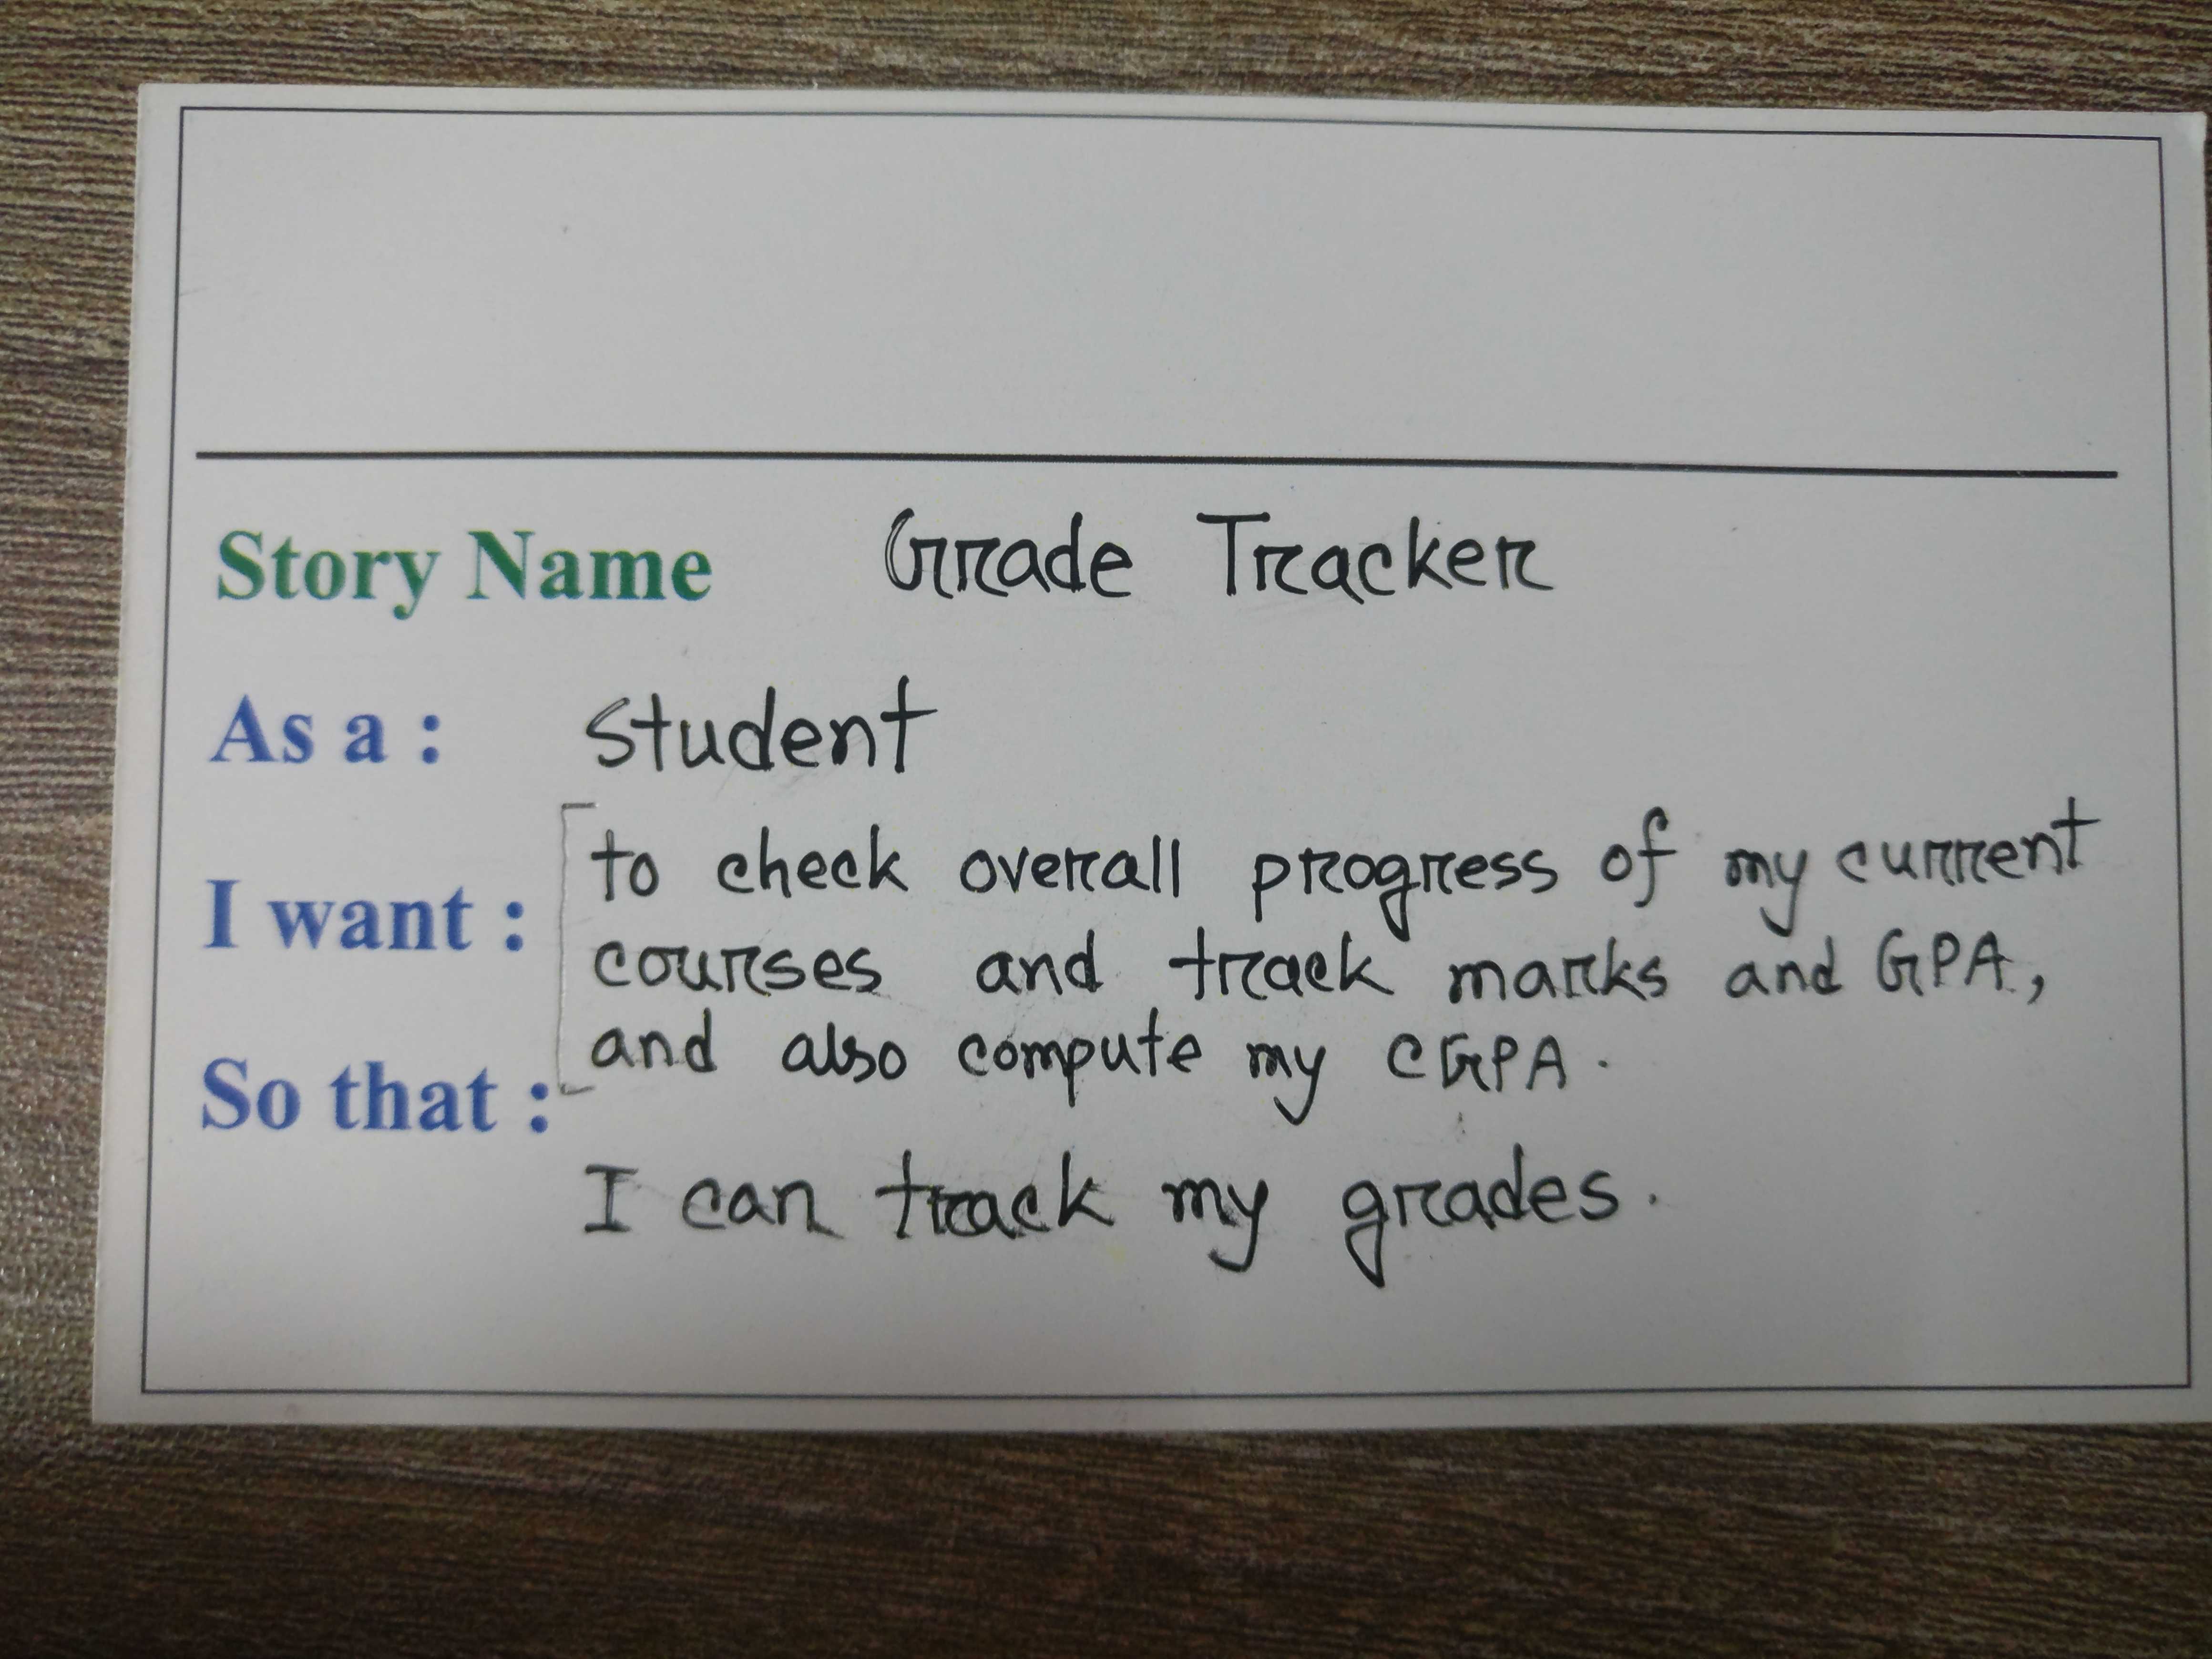 Story Name Grade Tracker
As a : Student
I want : to check overall progress of my current
courses and track marks and GPA,
and also compute my CGPA.
So that :
I can track my grades.